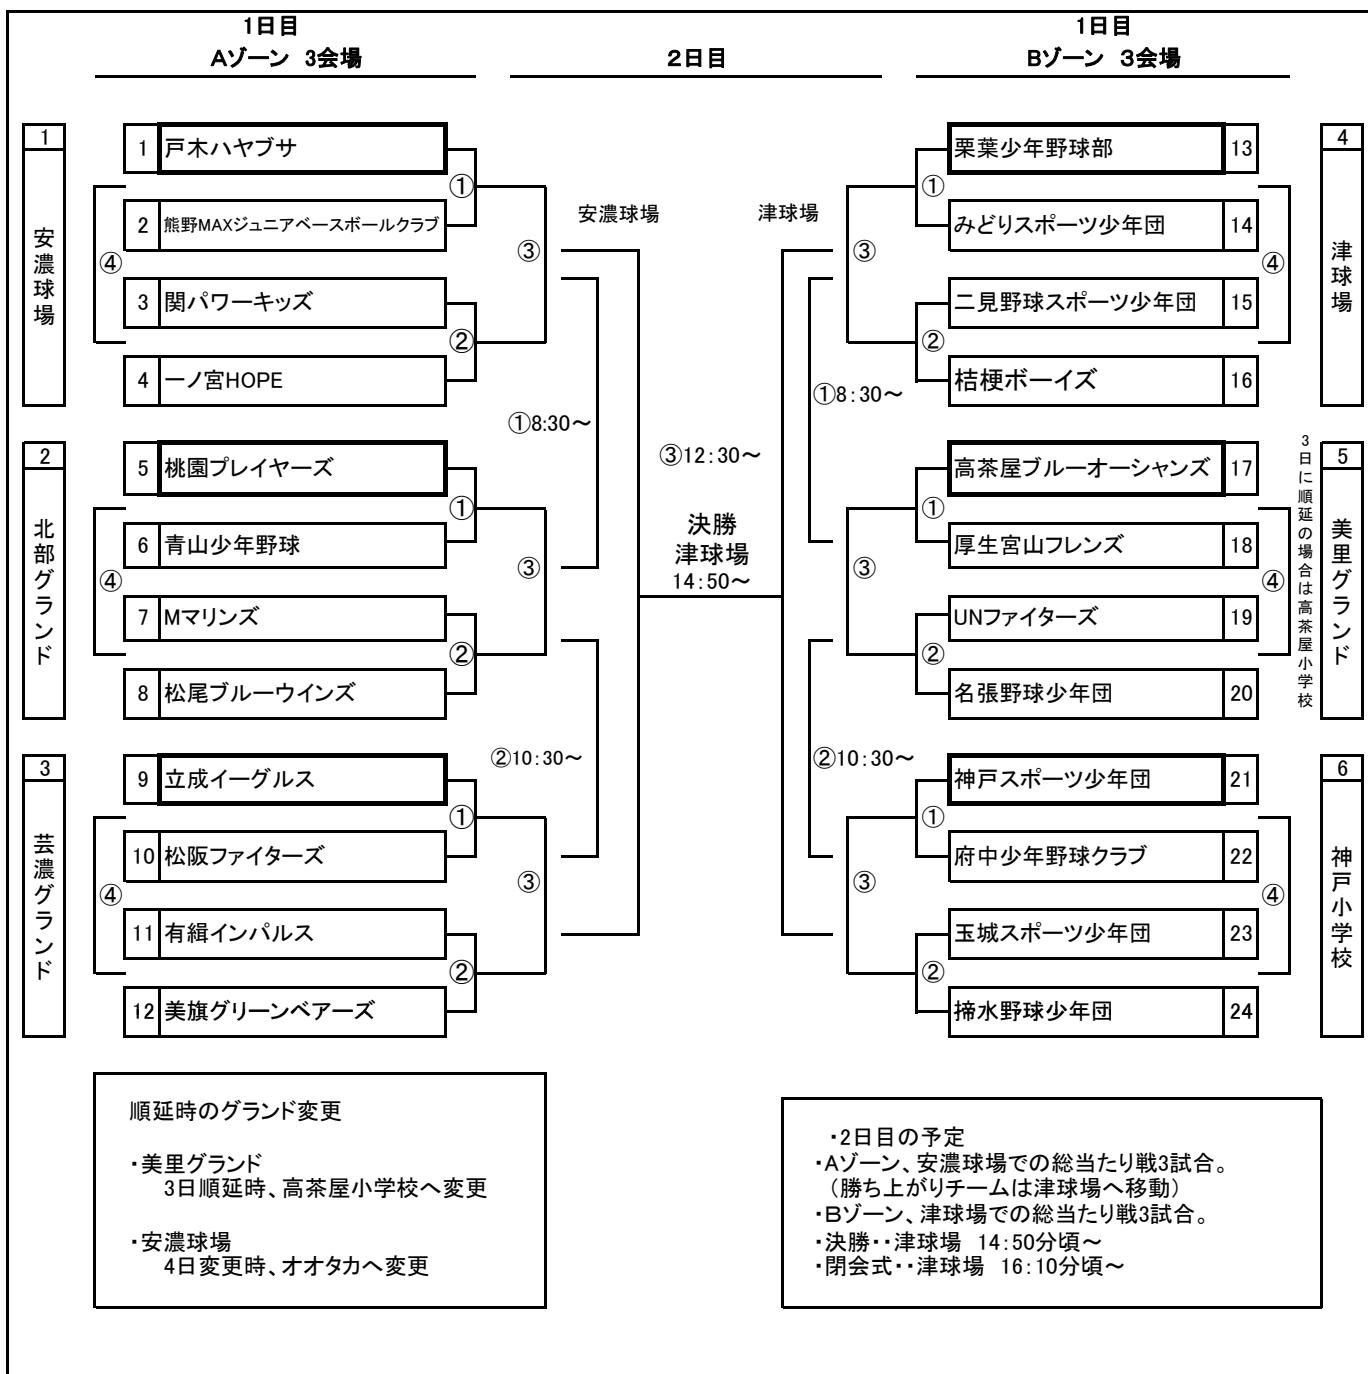 1日目
Aゾーン 3会場
2日目
1日目
Bゾーン 3会場
1
安濃球場
④
1 戸木ハヤブサ
①
2 熊野MAXジュニアベースボールクラブ
③
3 関パワーキッズ
②
4 一ノ宮HOPE
2
北部グランド
④
5 桃園プレイヤーズ
①
6 青山少年野球
③
7 Mマリンズ
②
8 松尾ブルーウインズ
3
芸濃グランド
④
9 立成イーグルス
①
10 松阪ファイターズ
③
11 有緝インパルス
②
12 美旗グリーンベアーズ
安濃球場
①8:30～
②10:30～
③12:30～
決勝
津球場
14:50～
津球場
①8:30～
②10:30～
栗葉少年野球部 13
①
みどりスポーツ少年団 14
③
二見野球スポーツ少年団 15
②
桔梗ボーイズ 16
④
4
津球場
高茶屋ブルーオーシャンズ 17
①
厚生宮山フレンズ 18
③
UNファイターズ 19
②
名張野球少年団 20
④
3日に順延の場合は高茶屋小学校
5
美里グランド
神戸スポーツ少年団 21
①
府中少年野球クラブ 22
③
玉城スポーツ少年団 23
②
揥水野球少年団 24
④
6
神戸小学校
順延時のグランド変更
・美里グランド
3日順延時、高茶屋小学校へ変更
・安濃球場
4日変更時、オオタカへ変更
・2日目の予定
・Aゾーン、安濃球場での総当たり戦3試合。
（勝ち上がりチームは津球場へ移動）
・Bゾーン、津球場での総当たり戦3試合。
・決勝・・津球場 14:50分頃～
・閉会式・・津球場 16:10分頃～